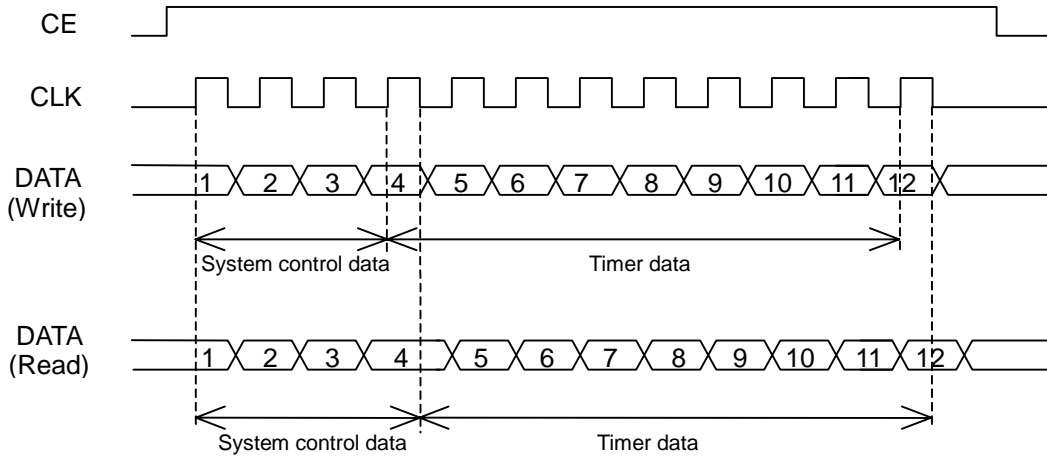 CE
CLK
DATA
(Write)
1 2 3 4 5 6 7 8 9 10 11 12
System control data
Timer data
DATA
(Read)
1 2 3 4 5 6 7 8 9 10 11 12
System control data
Timer data